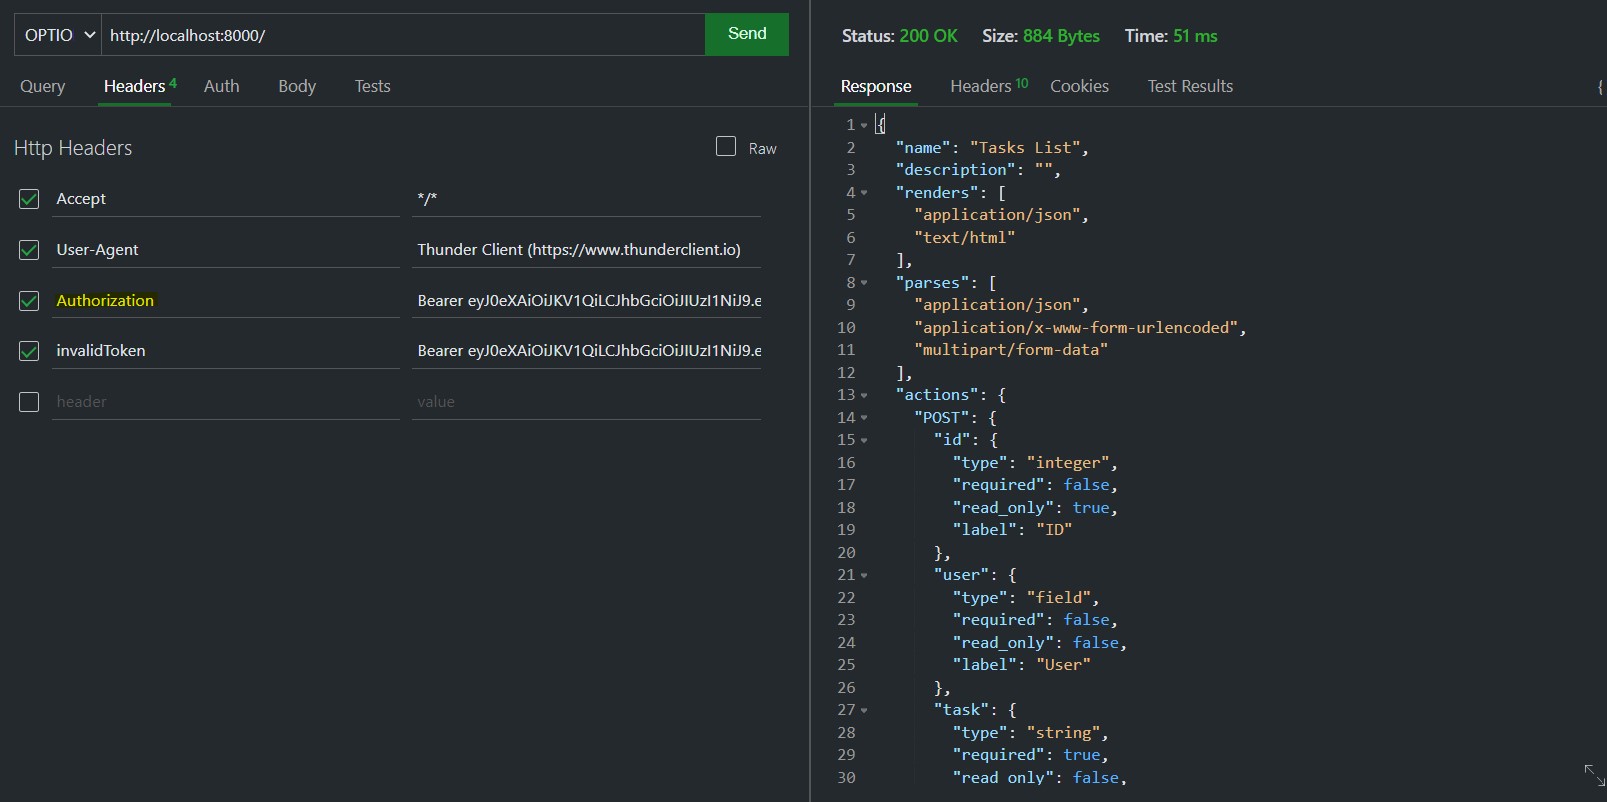 OPTIO http://localhost:8000/ Send
Query Headers 4 Auth Body Tests
Http Headers Raw
Accept */*
User-Agent Thunder Client (https://www.thunderclient.io)
Authorization Bearer eyJ0eXAiOiJKV1QiLCJhbGciOiJIUzI1NiJ9.e
invalidToken Bearer eyJ0eXAiOiJKV1QiLCJhbGciOiJIUzI1NiJ9.e
header value
Status: 200 OK Size: 884 Bytes Time: 51 ms
Response Headers 10 Cookies Test Results {
1 {
2 "name": "Tasks List",
3 "description": "",
4 "renders": [
5 "application/json",
6 "text/html"
7 ],
8 "parses": [
9 "application/json",
10 "application/x-www-form-urlencoded",
11 "multipart/form-data"
12 ],
13 "actions": {
14 "POST": {
15 "id": {
16 "type": "integer",
17 "required": false,
18 "read_only": true,
19 "label": "ID"
20 },
21 "user": {
22 "type": "field",
23 "required": false,
24 "read_only": false,
25 "label": "User"
26 },
27 "task": {
28 "type": "string",
29 "required": true,
30 "read only": false,